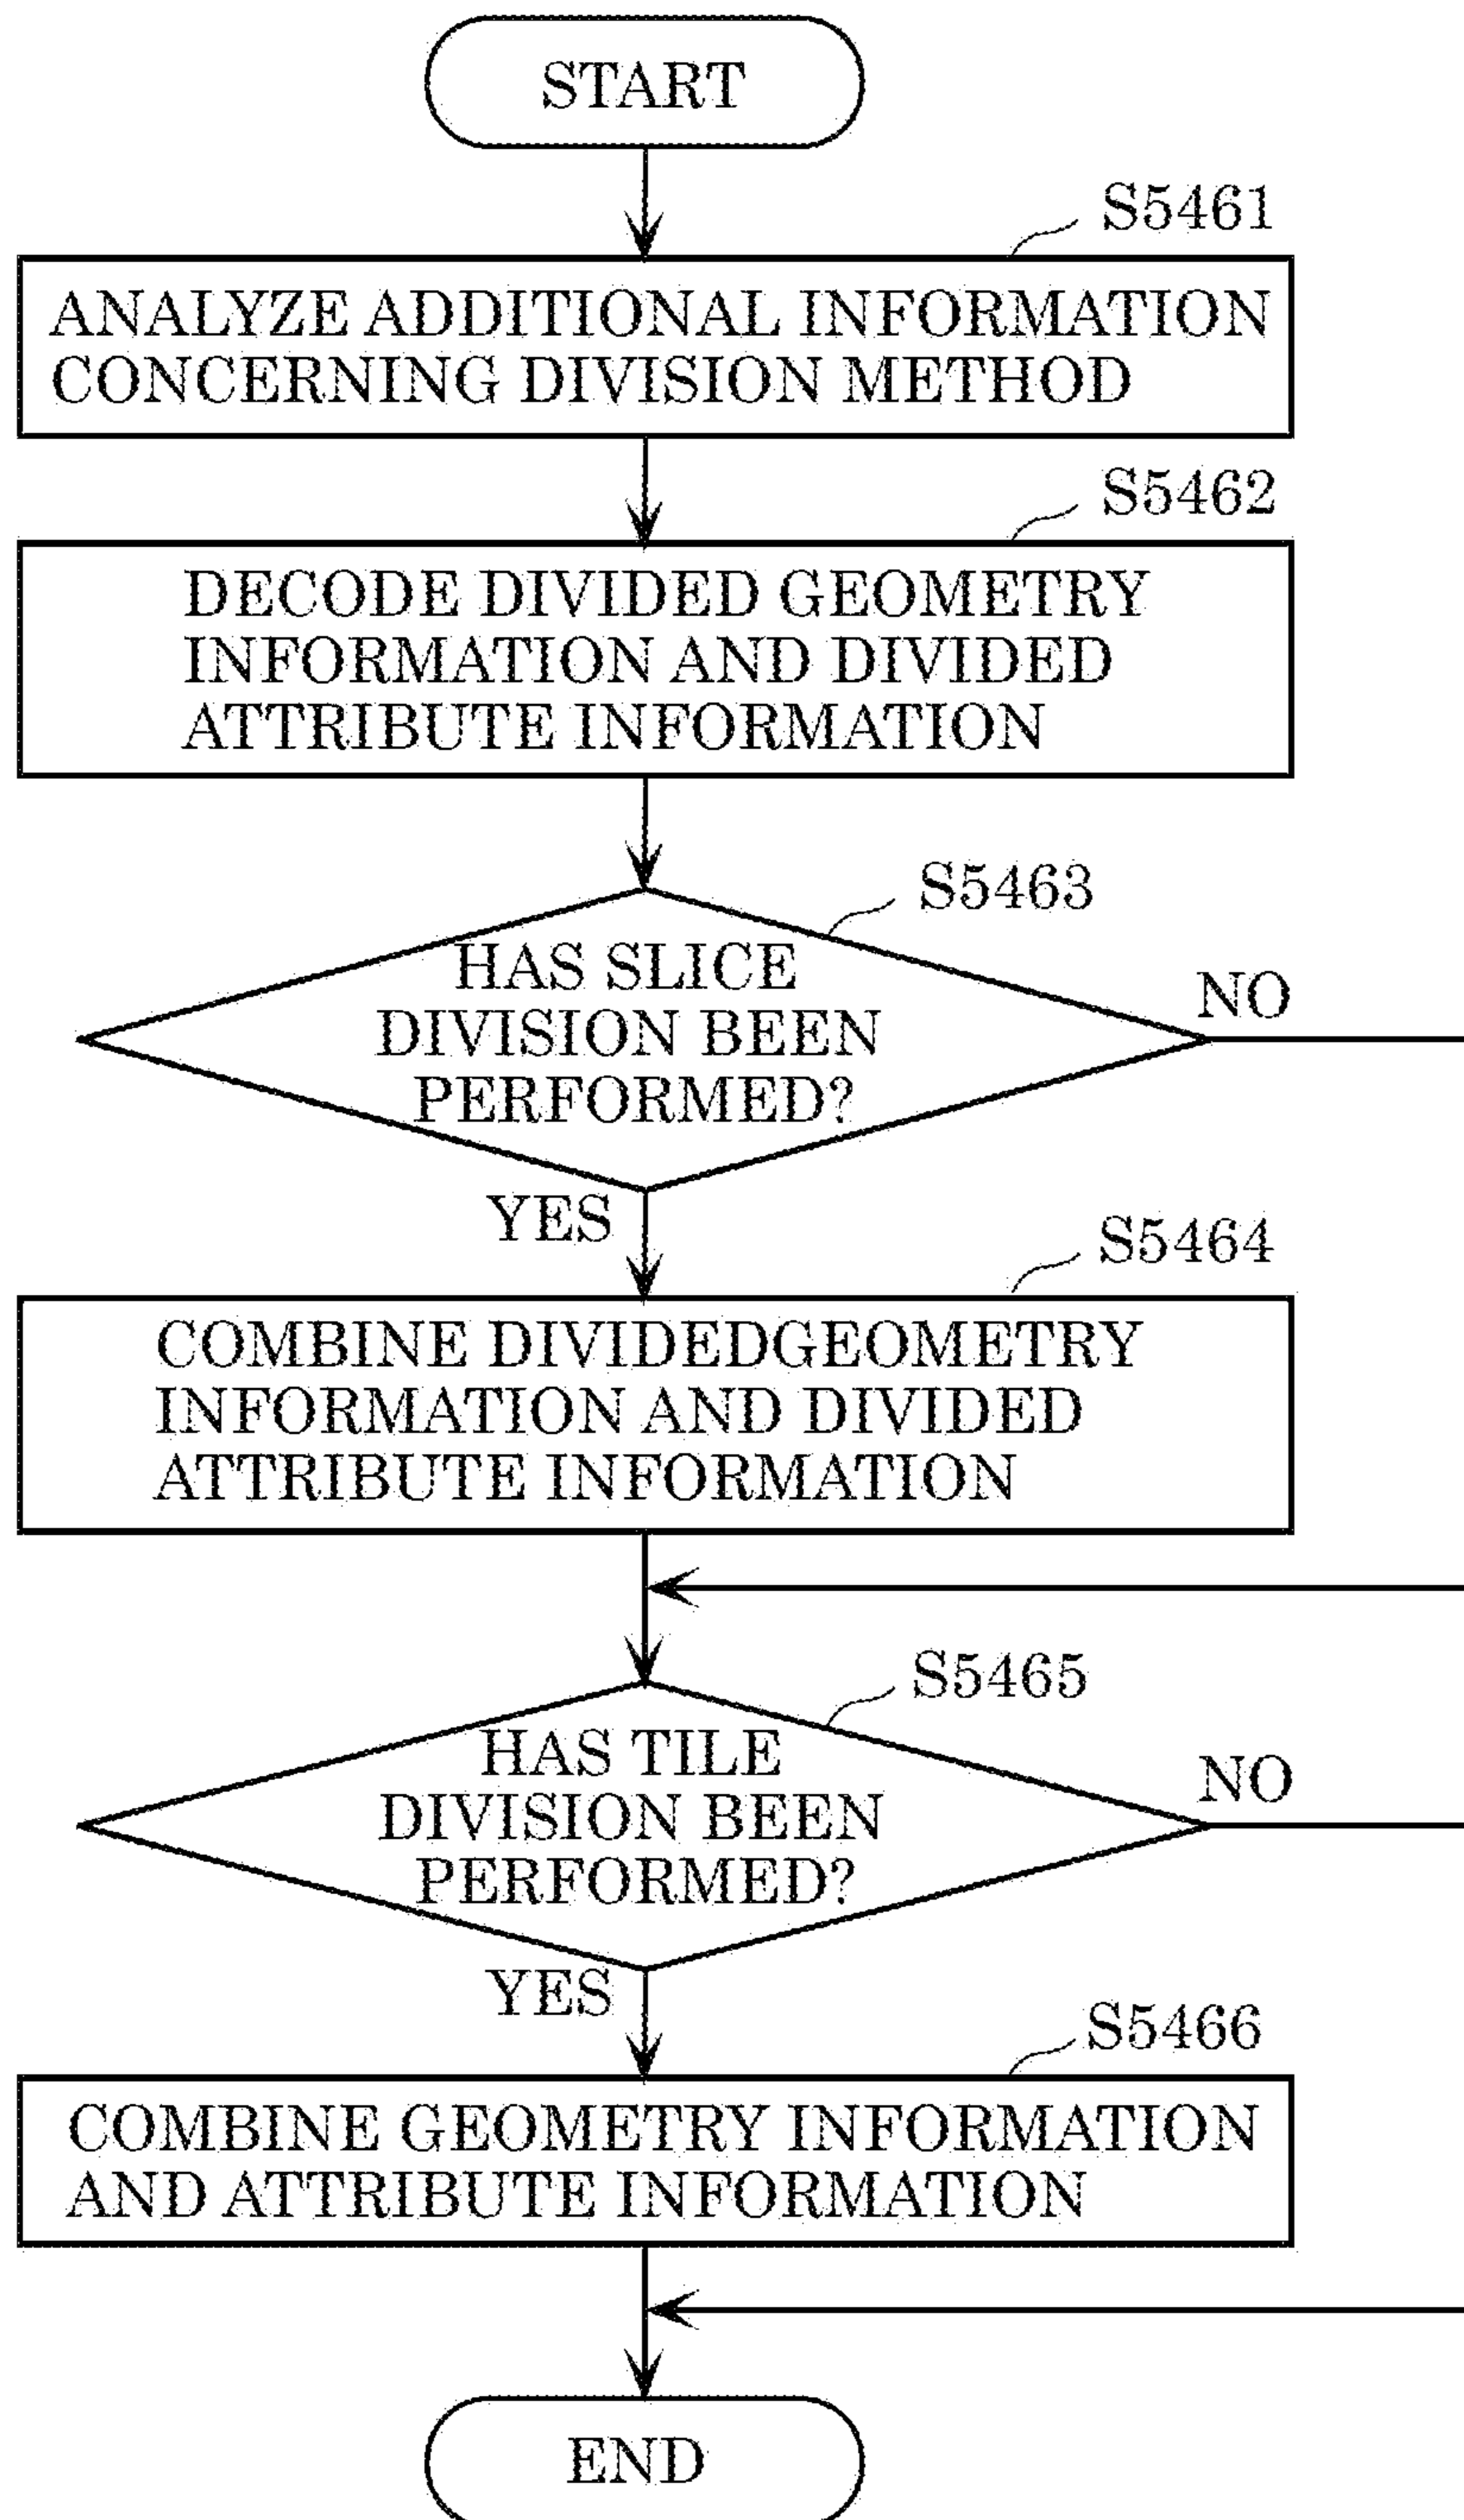 START
S5461
ANALYZE ADDITIONAL INFORMATION
CONCERNING DIVISION METHOD
S5462
DECODE DIVIDED GEOMETRY
INFORMATION AND DIVIDED
ATTRIBUTE INFORMATION
S5463
HAS SLICE
DIVISION BEEN
PERFORMED?
NO
YES
S5464
COMBINE DIVIDEDGEOMETRY
INFORMATION AND DIVIDED
ATTRIBUTE INFORMATION
S5465
HAS TILE
DIVISION BEEN
PERFORMED?
NO
YES
S5466
COMBINE GEOMETRY INFORMATION
AND ATTRIBUTE INFORMATION
END